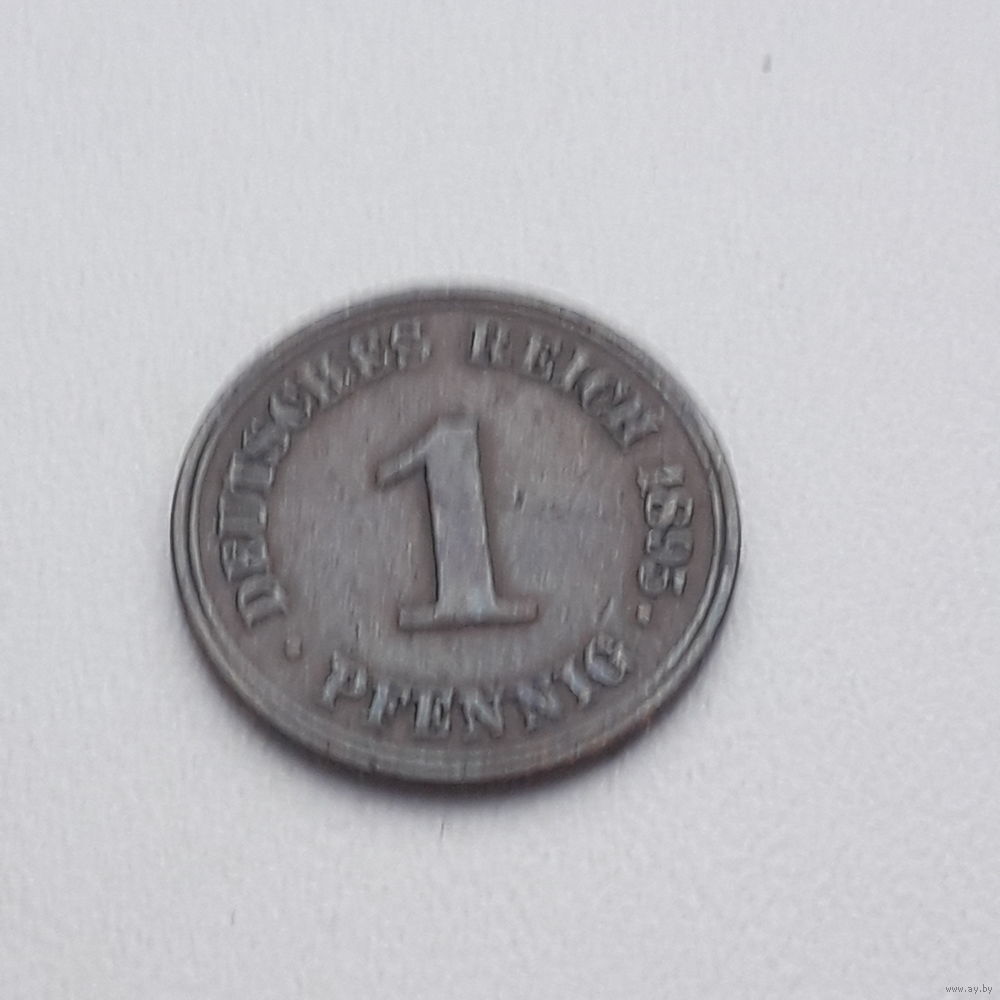 DEUTSCHES REICH 1895
1
PFENNIG
www.ay.by